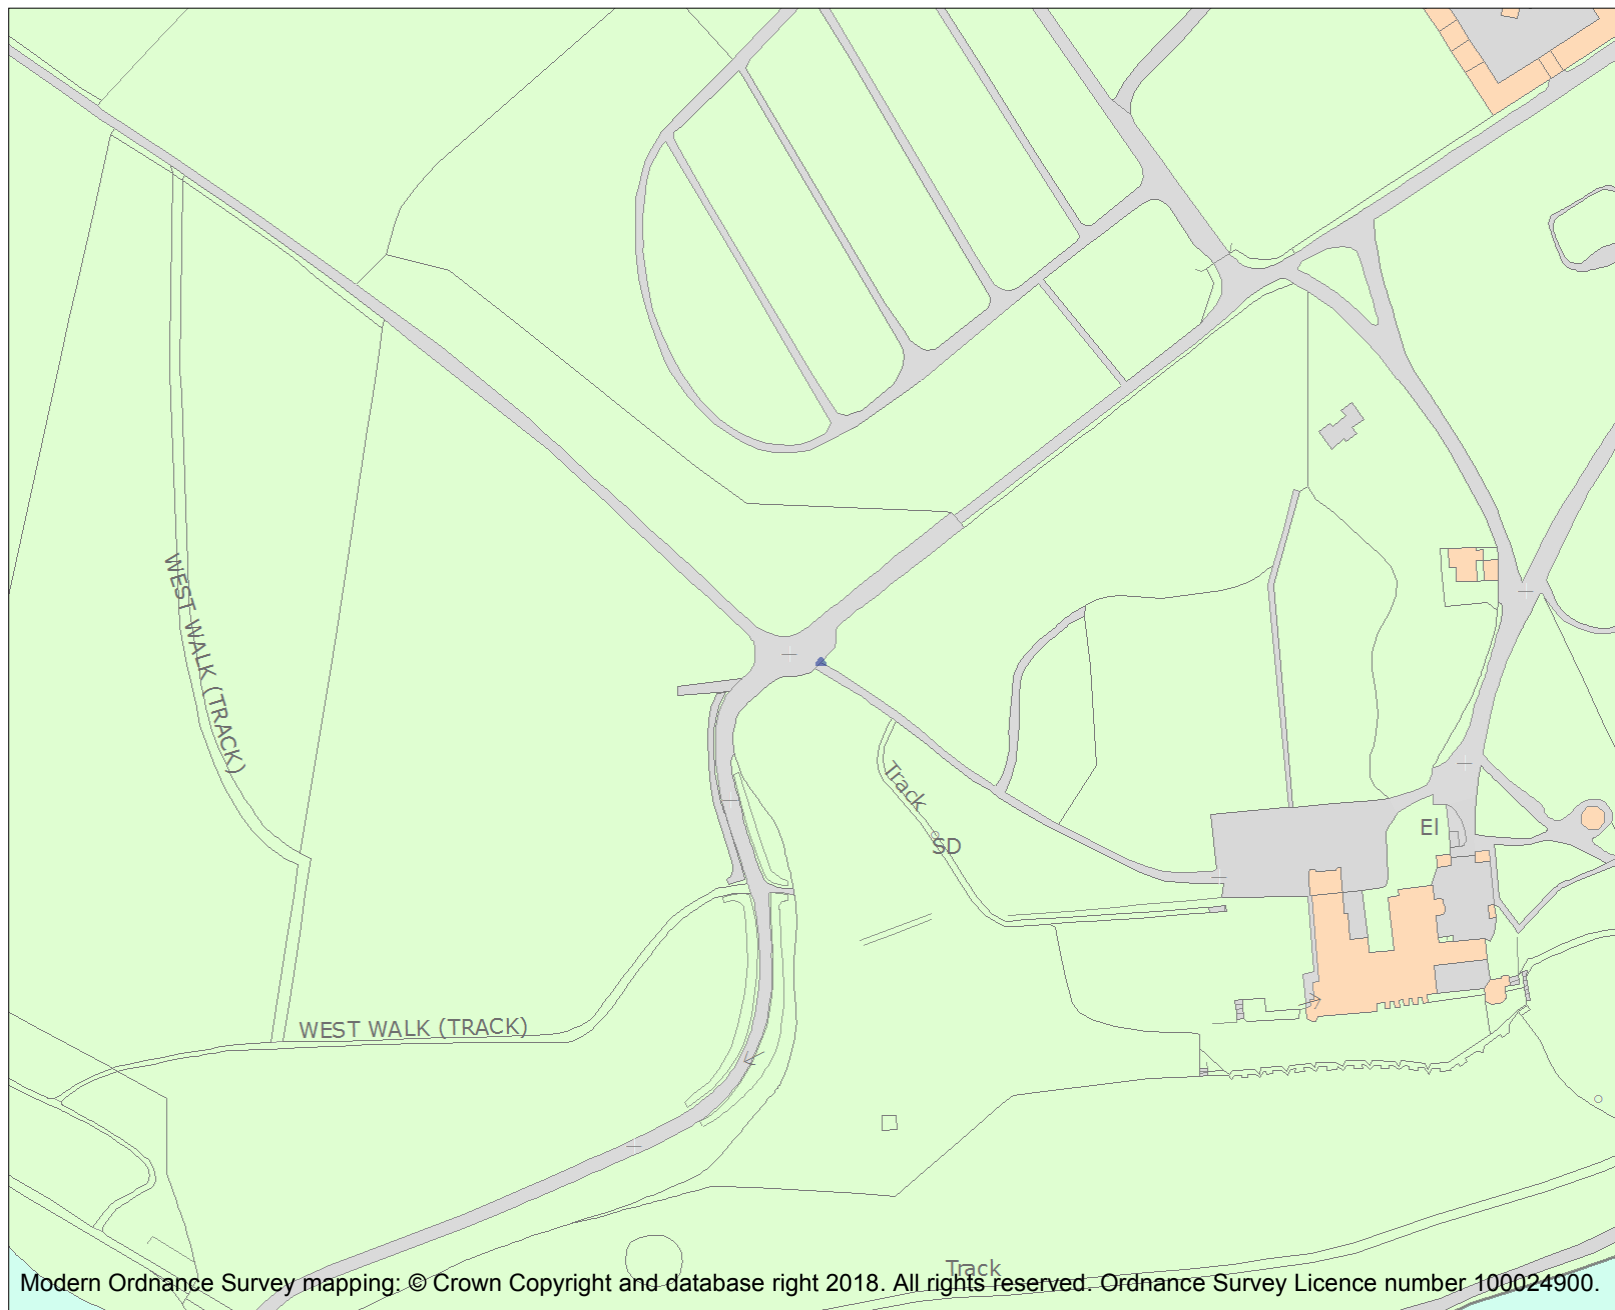 WEST WALK (TRACK)
Track
SD
El
WEST WALK (TRACK)
Track
Modern Ordnance Survey mapping: © Crown Copyright and database right 2018. All rights reserved. Ordnance Survey Licence number 100024900.